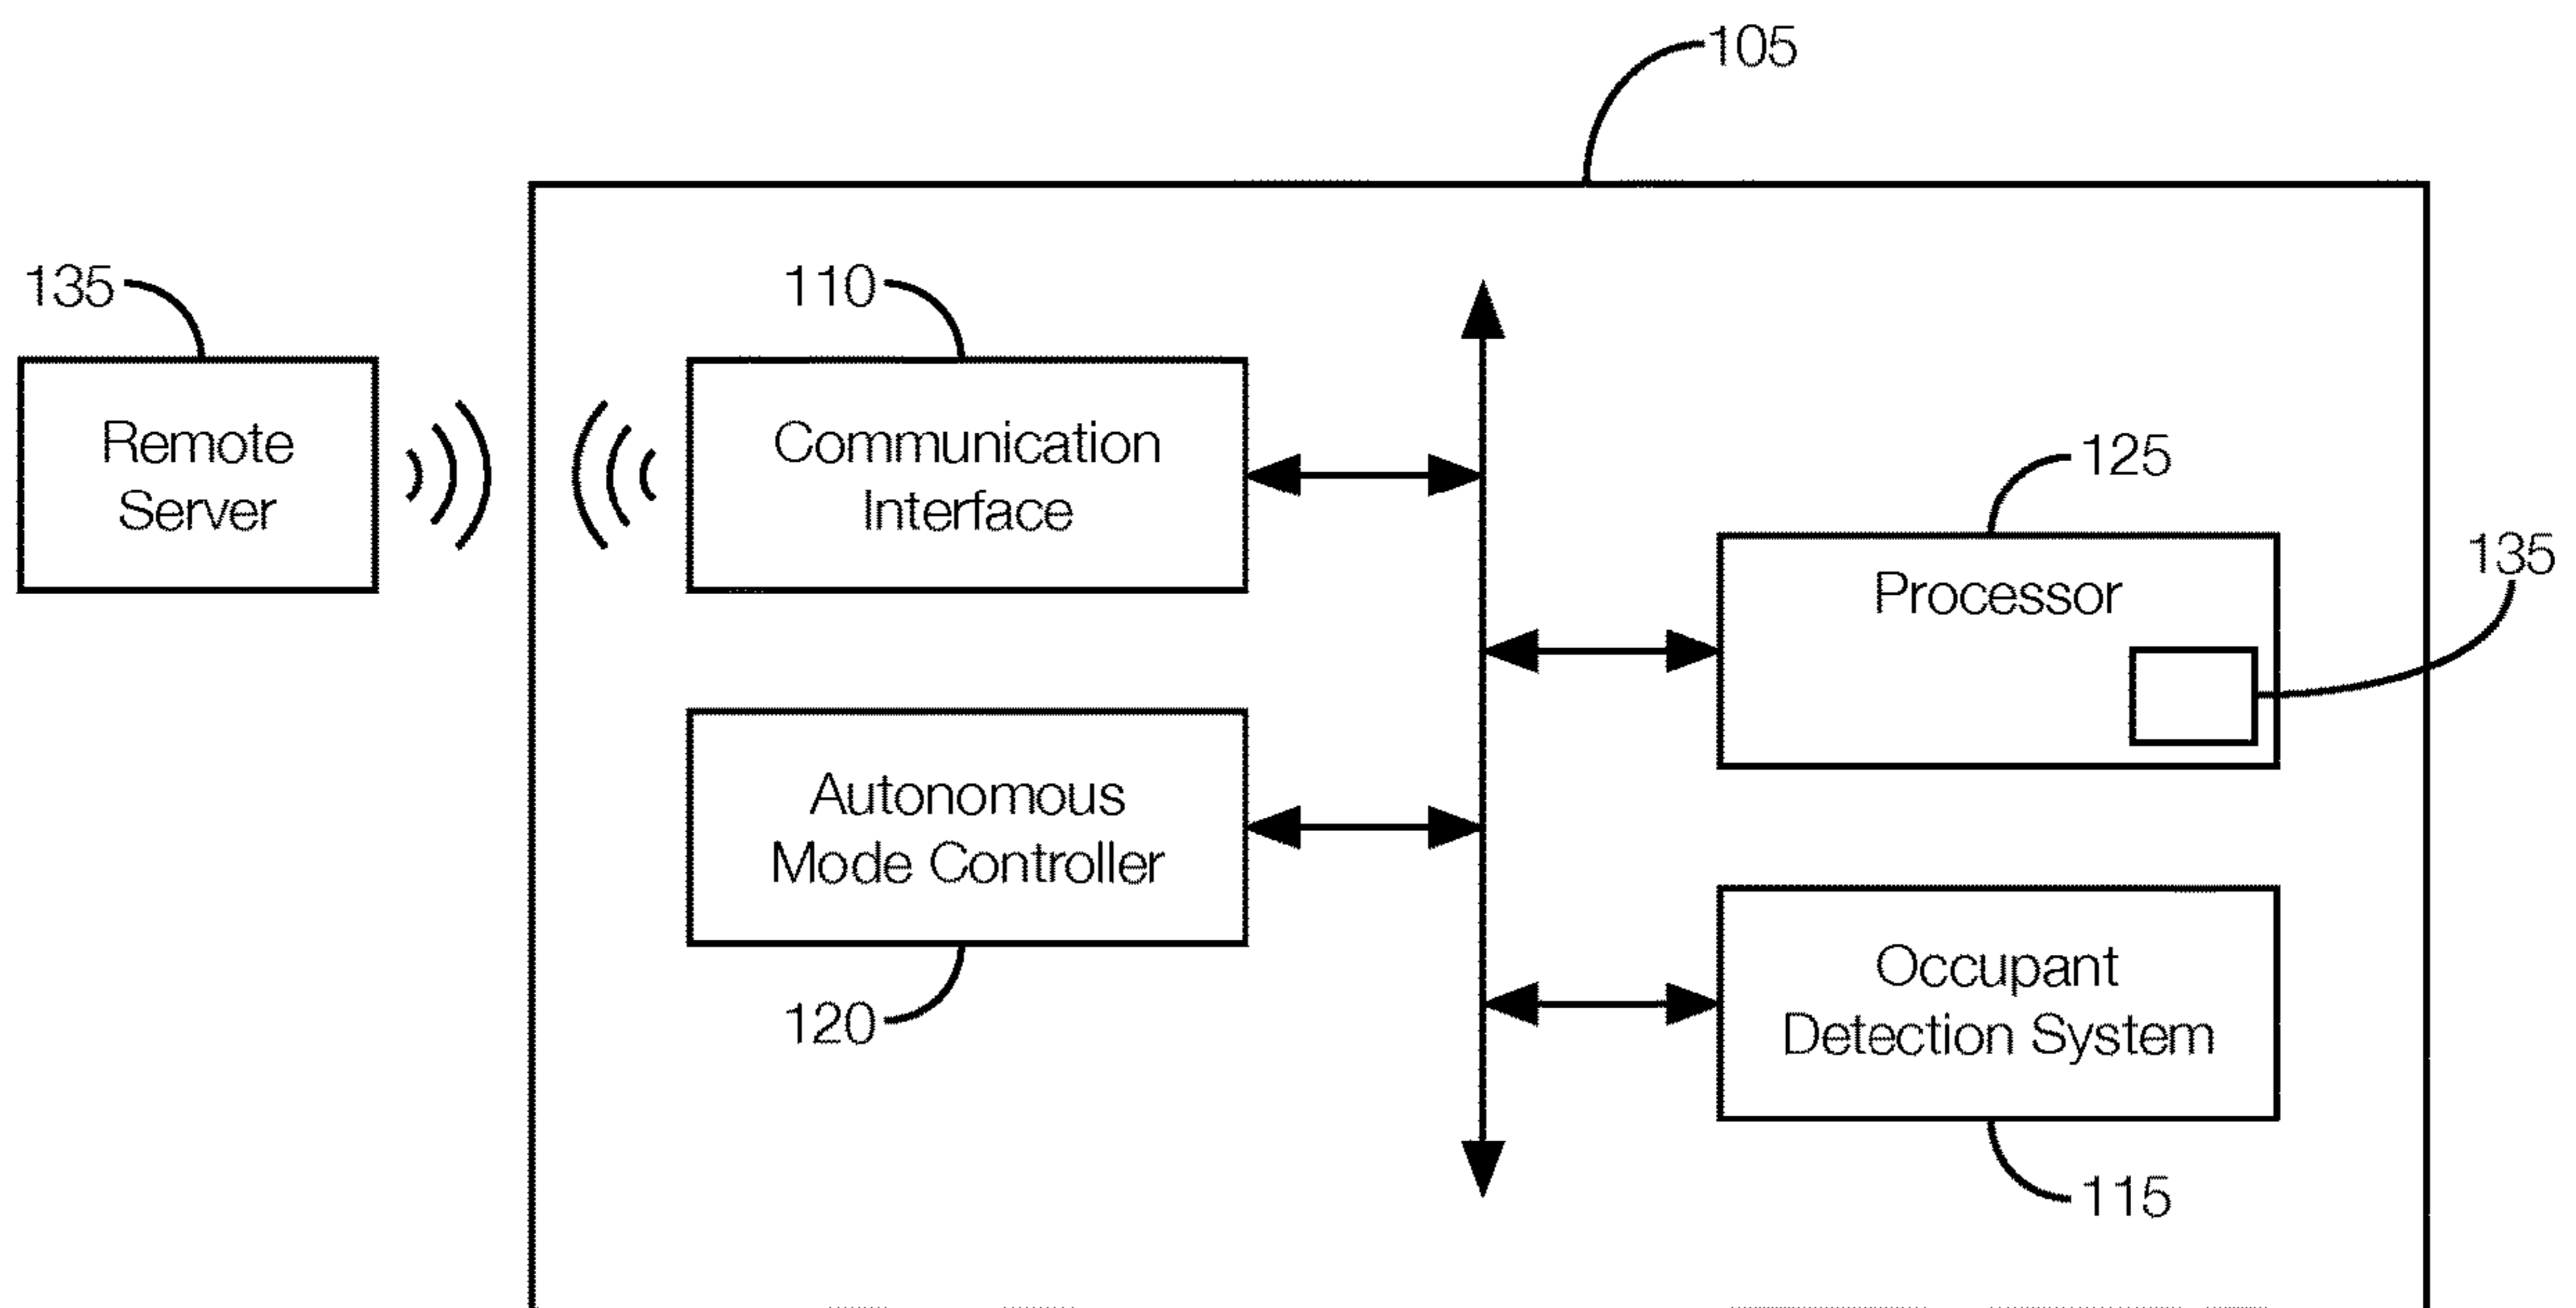 105
135
110
Remote
Server
Communication
Interface
125
Processor
135
Autonomous
Mode Controller
120
Occupant
Detection System
115